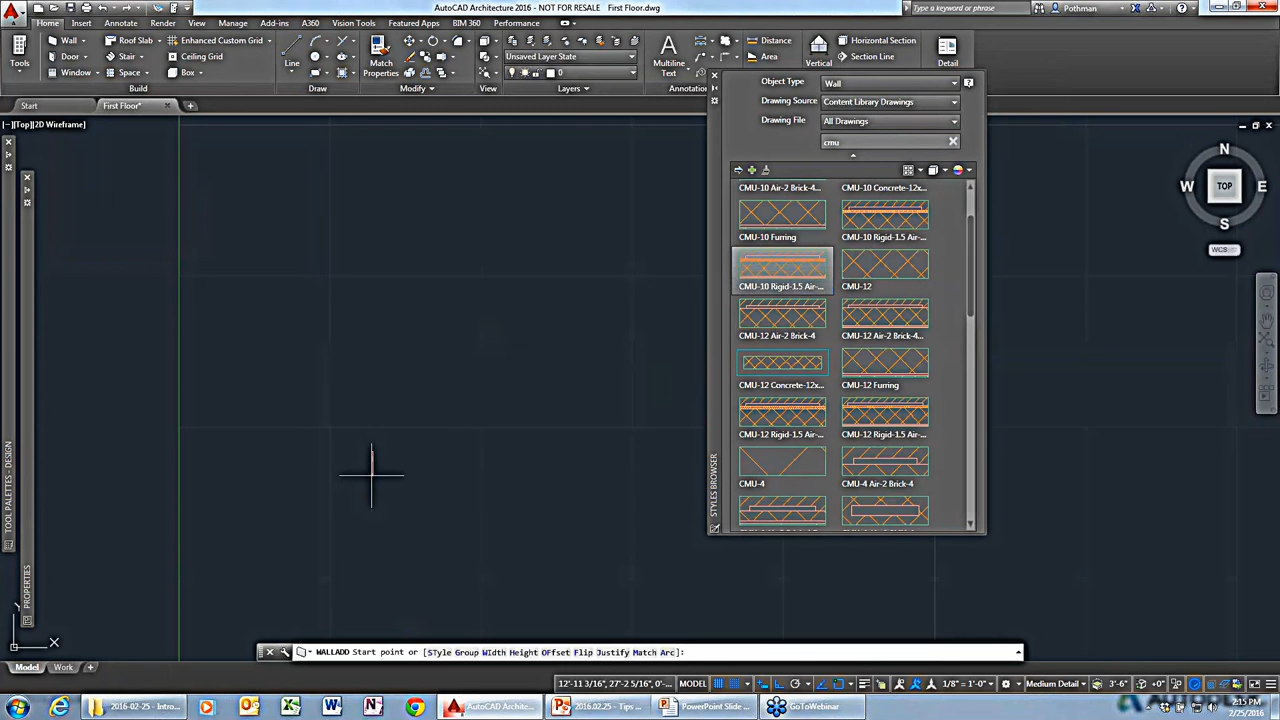 AutoCAD Architecture 2016 - NOT FOR RESALE First Floor.dwg
Type a keyword or phrase
Pothman
Home Insert Annotate Render View Manage Add-ins A360 Vision Tools Featured Apps BIM 360 Performance
Tools
Wall
Door
Window
Roof Slab
Stair
Space
Enhanced Custom Grid
Ceiling Grid
Box
Build
Line
Draw
Match Properties
Modify
View
Unsaved Layer State
0
Layers
Multiline Text
Distance
Area
Annotation
Vertical
Horizontal Section
Section Line
Detail
Start
First Floor*
[–][Top][2D Wireframe]
Object Type Wall
Drawing Source Content Library Drawings
Drawing File All Drawings
cmu
CMU-10 Air-2 Brick-4... CMU-10 Concrete-12x...
CMU-10 Furring CMU-10 Rigid-1.5 Air-...
CMU-10 Rigid-1.5 Air-... CMU-12
CMU-12 Air-2 Brick-4 CMU-12 Air-2 Brick-4...
CMU-12 Concrete-12x... CMU-12 Furring
CMU-12 Rigid-1.5 Air-... CMU-12 Rigid-1.5 Air-...
CMU-4 CMU-4 Air-2 Brick-4
STYLES BROWSER
TOOL PALETTES - DESIGN
PROPERTIES
N
W TOP E
S
WCS
Y
X
WALLADD Start point or [STyle Group WIdth Height OFfset Flip Justify Match Arc]:
Model Work
12'-11 3/16", 27'-2 5/16", 0'-0" MODEL 1/8" = 1'-0" Medium Detail 3'-6" +0"
2016-02-25 - Intro... AutoCAD Archite... 2016.02.25 - Tips ... PowerPoint Slide ... GoToWebinar
2:15 PM
2/25/2016